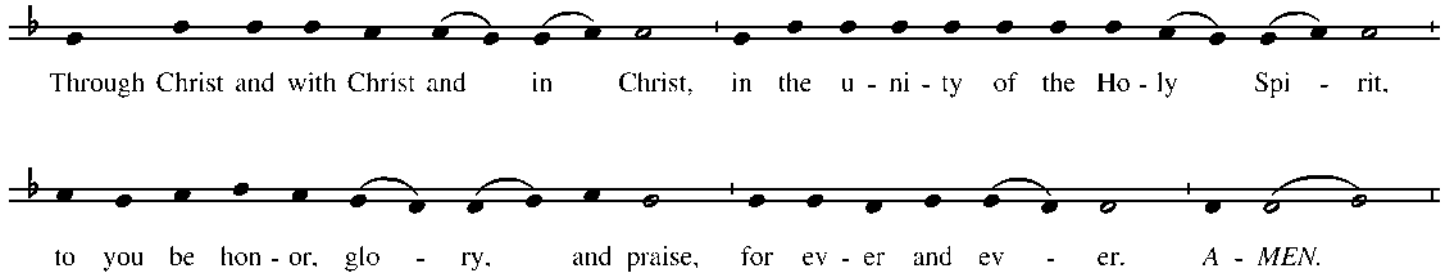 Through Christ and with Christ and in Christ, in the u - ni - ty of the Ho - ly Spi - rit,
to you be hon - or, glo - ry, and praise, for ev - er and ev - er. A - MEN.